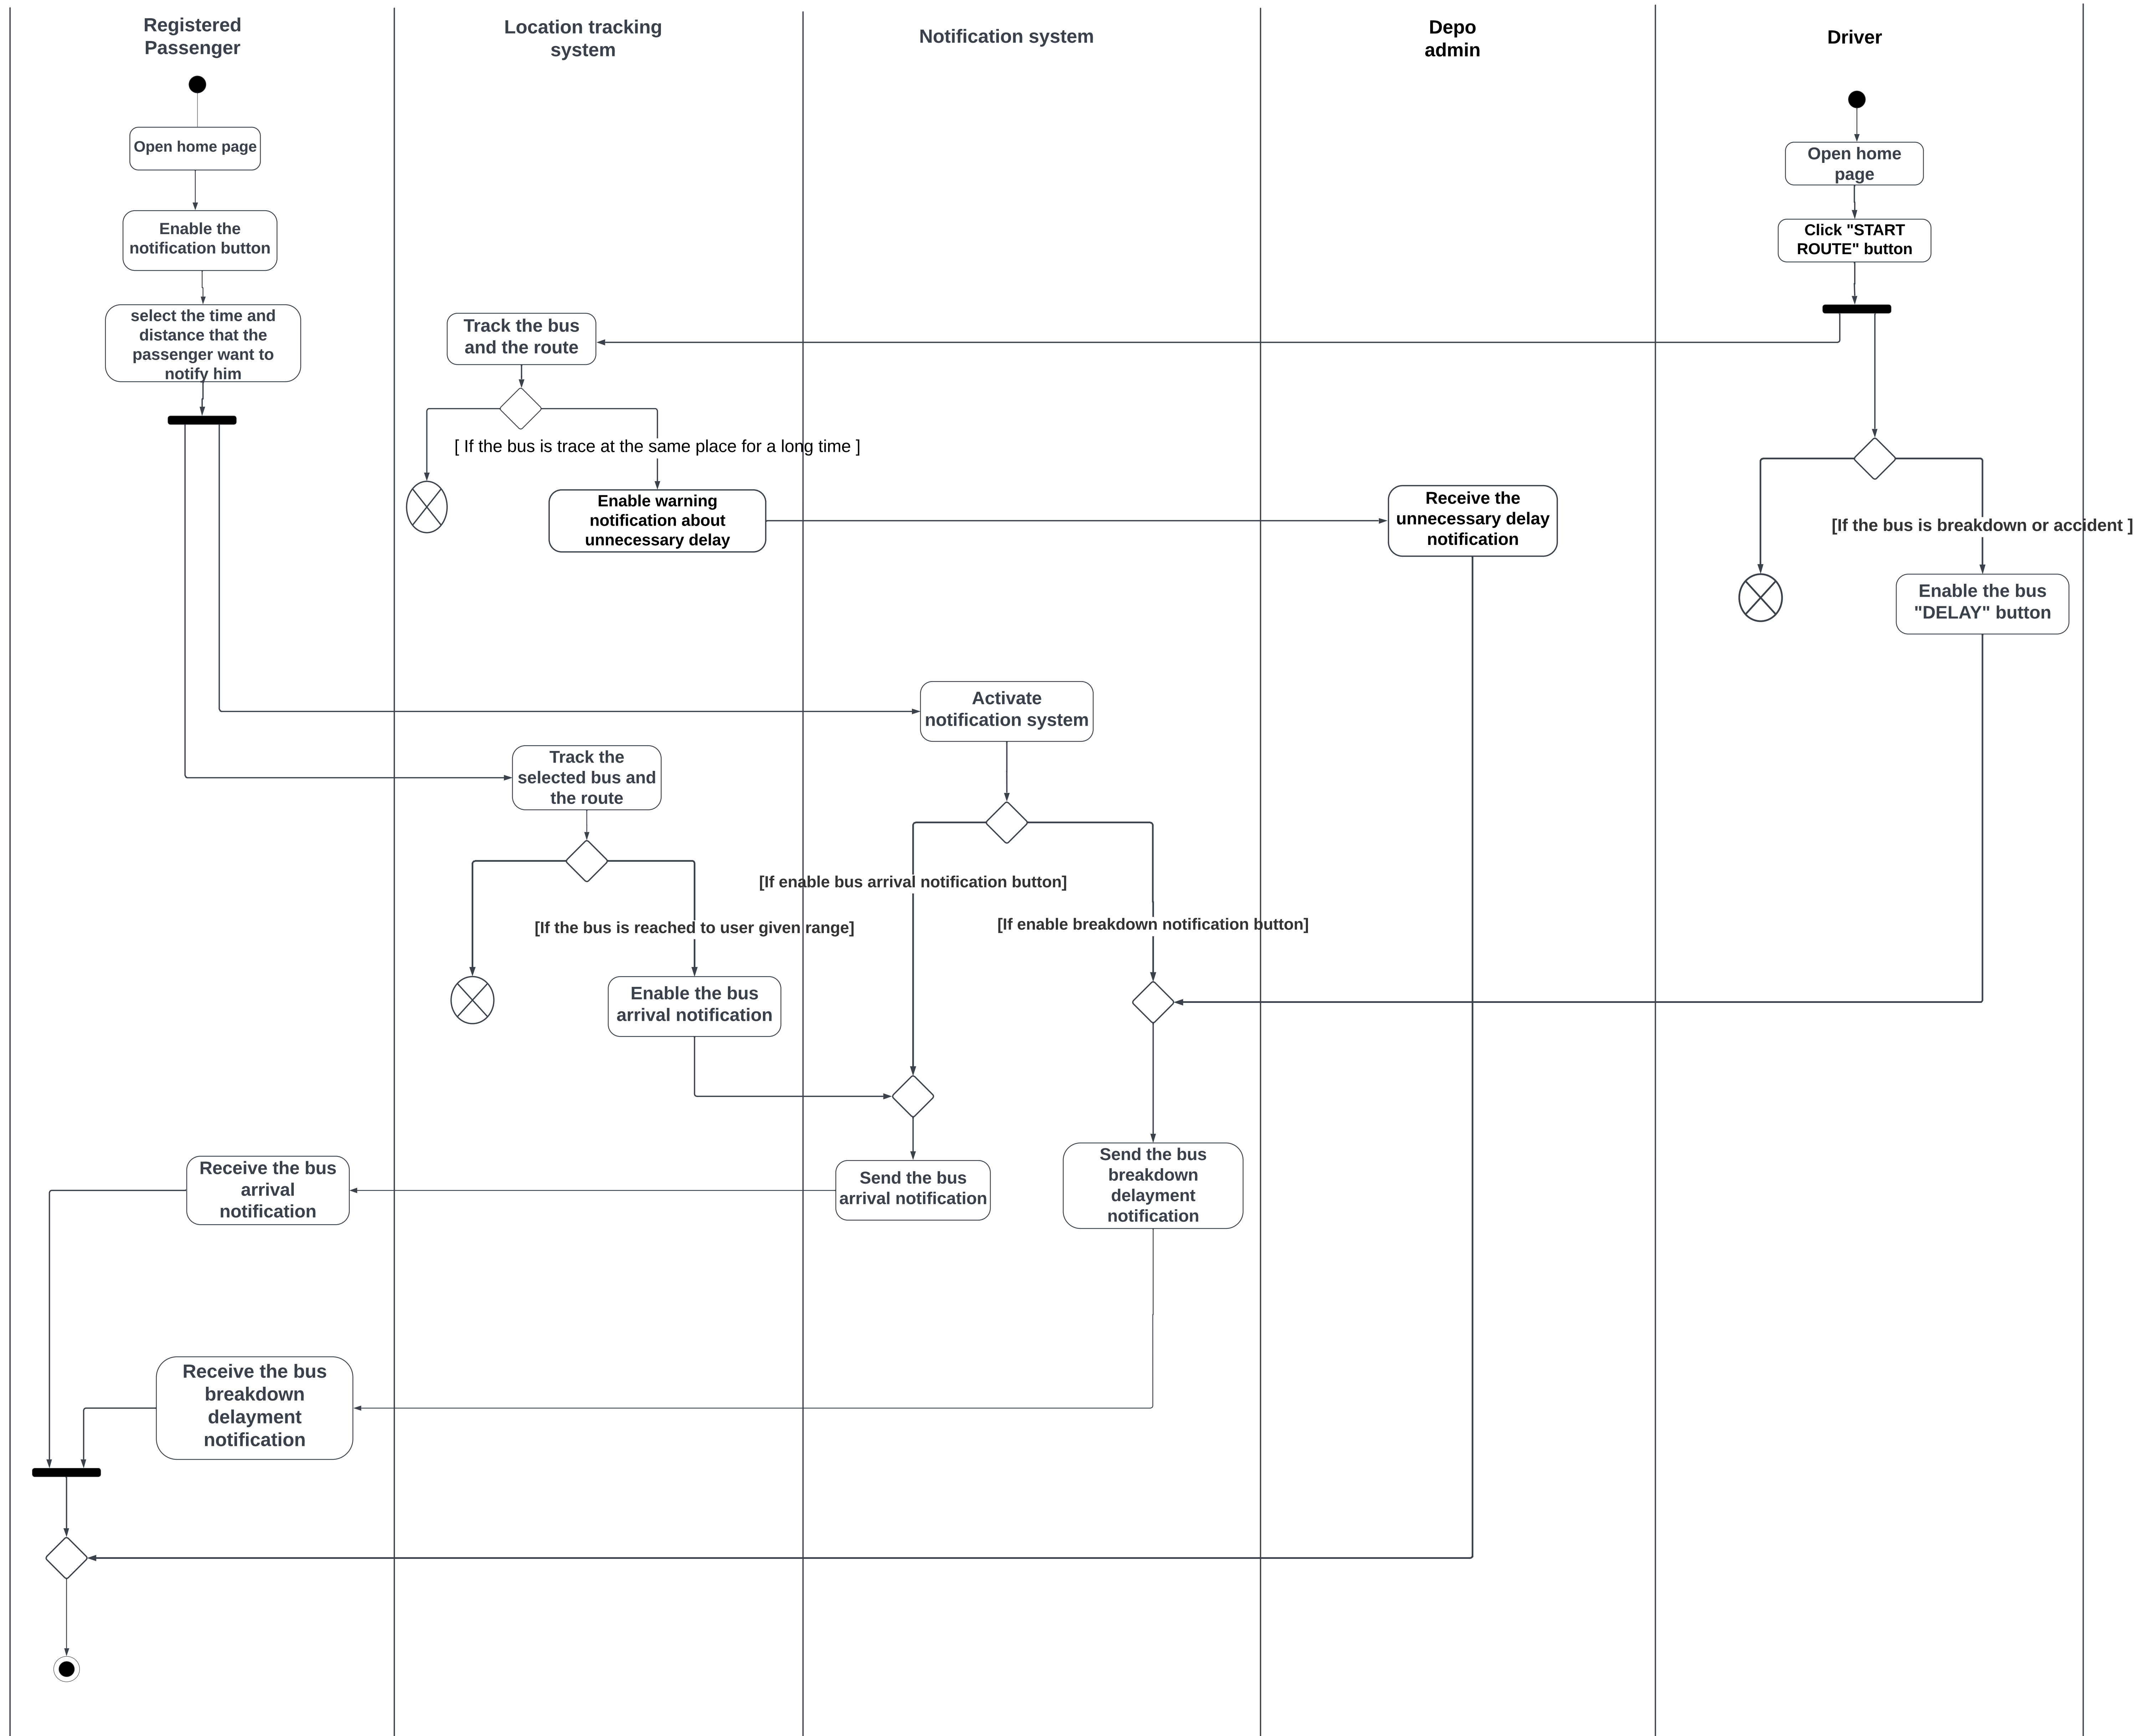 Registered
Passenger
Location tracking
system
Notification system
Depo
admin
Driver
Open home page
Open home
page
Enable the
notification button
Click "START
ROUTE" button
select the time and
distance that the
passenger want to
notify him
Track the bus
and the route
[ If the bus is trace at the same place for a long time ]
Enable warning
notification about
unnecessary delay
Receive the
unnecessary delay
notification
[If the bus is breakdown or accident ]
Enable the bus
"DELAY" button
Activate
notification system
Track the
selected bus and
the route
[If enable bus arrival notification button]
[If the bus is reached to user given range]
[If enable breakdown notification button]
Enable the bus
arrival notification
Receive the bus
arrival
notification
Send the bus
arrival notification
Send the bus
breakdown
delayment
notification
Receive the bus
breakdown
delayment
notification